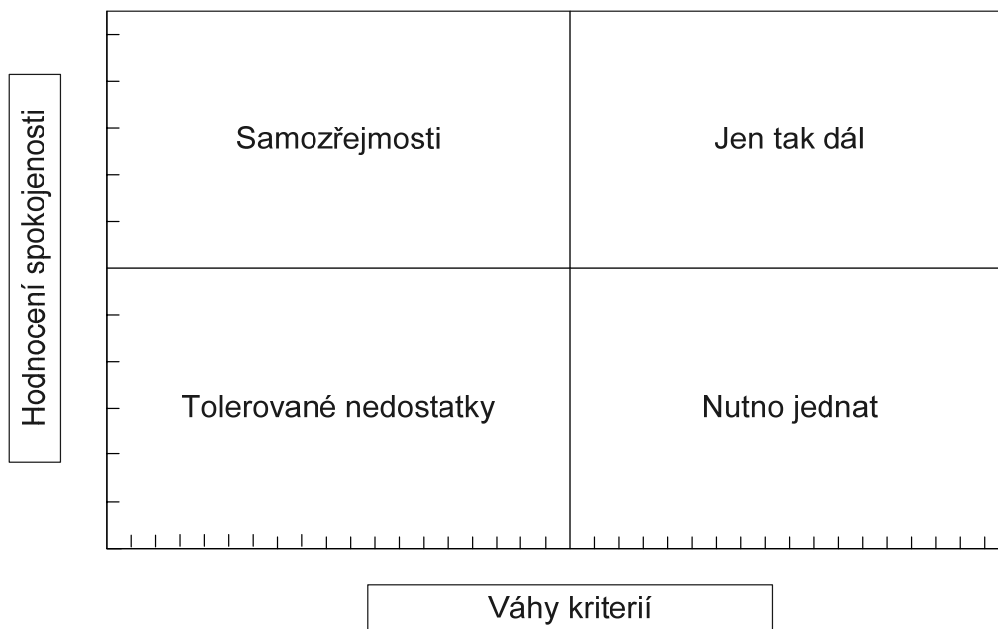 Hodnocení spokojenosti
Samozřejmosti
Jen tak dál
Tolerované nedostatky
Nutno jednat
Váhy kriterií